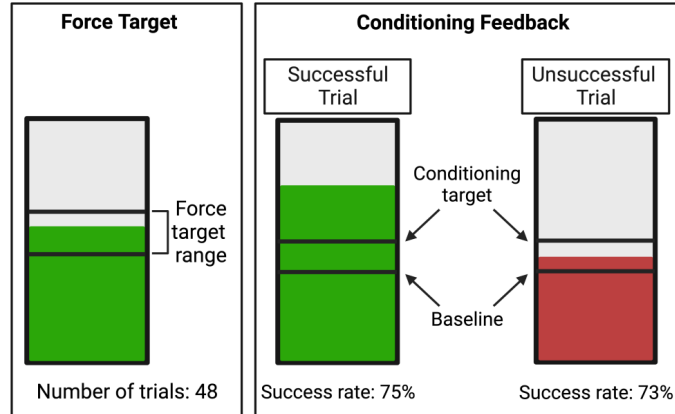 Force Target
Force
target
range
Number of trials: 48
Conditioning Feedback
Successful
Trial
Unsuccessful
Trial
Conditioning
target
Baseline
Success rate: 75%
Success rate: 73%